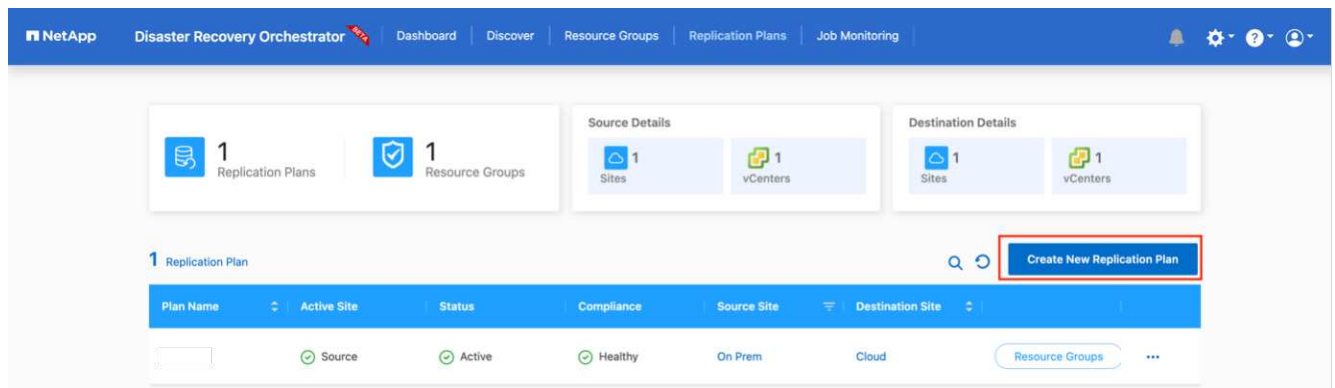 NetApp Disaster Recovery Orchestrator BETA Dashboard Discover Resource Groups Replication Plans Job Monitoring
Source Details
Destination Details
1
Replication Plans
1
Resource Groups
1
Sites
1
vCenters
1
Sites
1
vCenters
1 Replication Plan
Create New Replication Plan
Plan Name Active Site Status Compliance Source Site Destination Site
Source Active Healthy On Prem Cloud Resource Groups